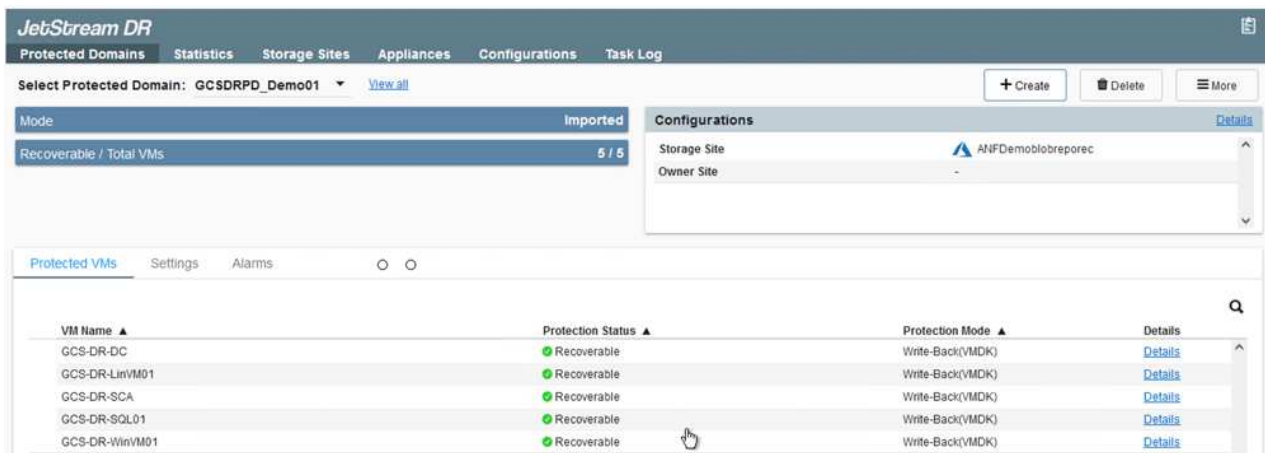 JetStream DR
Protected Domains Statistics Storage Sites Appliances Configurations Task Log
Select Protected Domain: GCSDRPD_Demo01 View all + Create Delete More
Mode Imported
Recoverable / Total VMs 5 / 5
Configurations Details
Storage Site ANFDemoblobreporec
Owner Site -
Protected VMs Settings Alarms
VM Name ▲ Protection Status ▲ Protection Mode ▲ Details
GCS-DR-DC Recoverable Write-Back(VMDK) Details
GCS-DR-LinVM01 Recoverable Write-Back(VMDK) Details
GCS-DR-SCA Recoverable Write-Back(VMDK) Details
GCS-DR-SQL01 Recoverable Write-Back(VMDK) Details
GCS-DR-WinVM01 Recoverable Write-Back(VMDK) Details